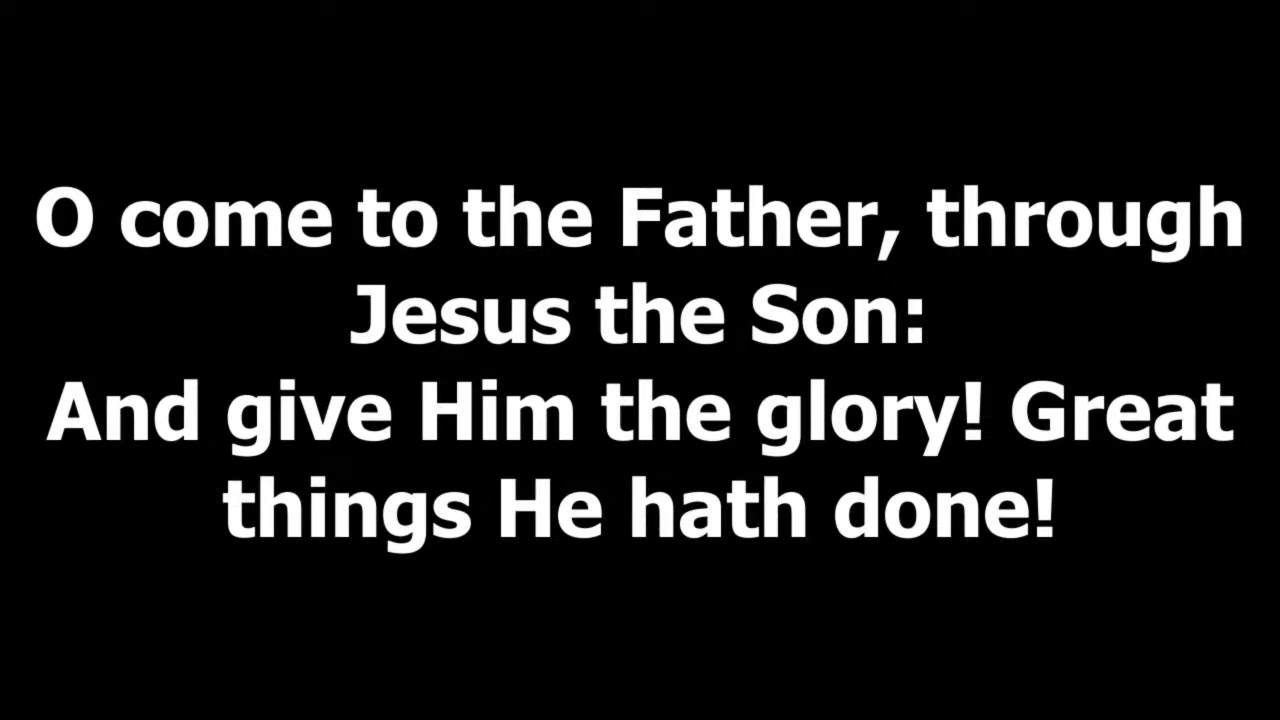 O come to the Father, through
Jesus the Son:
And give Him the glory! Great
things He hath done!